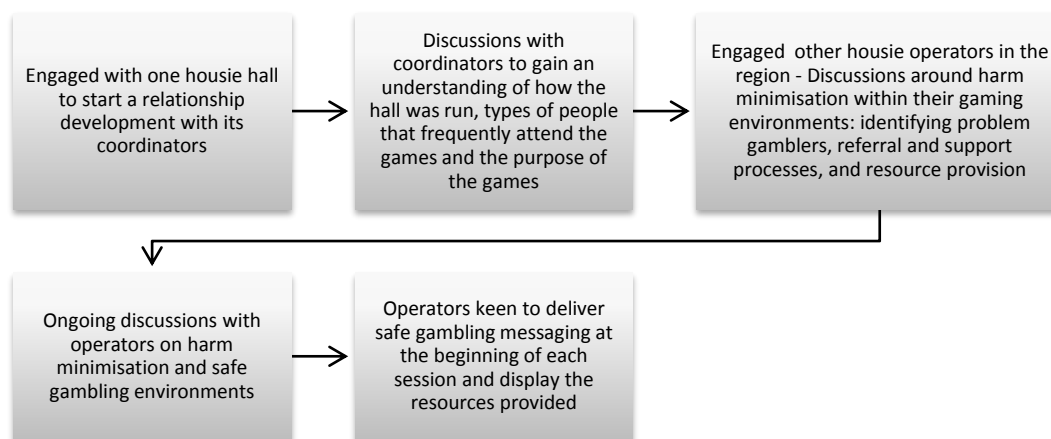 Engaged with one housie hall
to start a relationship
development with its
coordinators
Discussions with
coordinators to gain an
understanding of how the
hall was run, types of people
that frequently attend the
games and the purpose of
the games
Engaged  other housie operators in the
region - Discussions around harm
minimisation within their gaming
environments: identifying problem
gamblers, referral and support
processes, and resource provision
Ongoing discussions with
operators on harm
minimisation and safe
gambling environments
Operators keen to deliver
safe gambling messaging at
the beginning of each
session and display the
resources provided